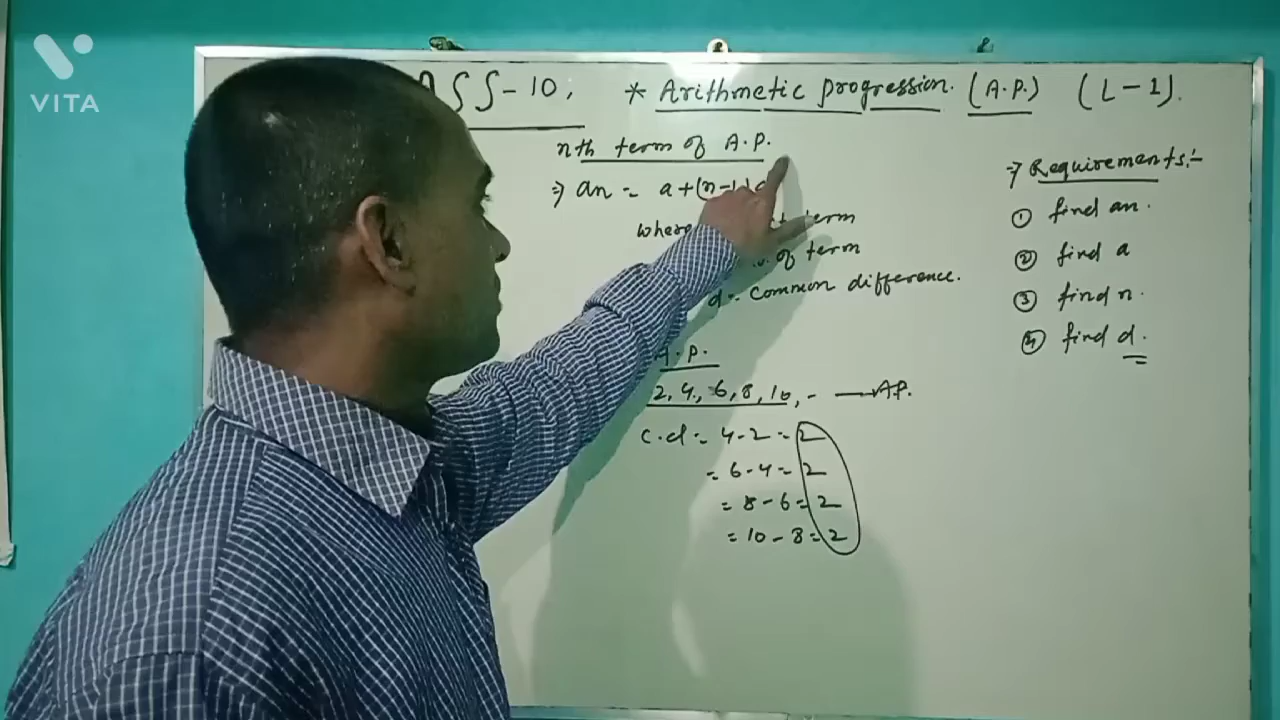 VITA
ASS-10, * Arithmetic progression. (A.P.) (L-1).
nth term of A.P.
⇒ an = a+(n-1)d
where term
of term
d = Common difference.
A.P.
2, 4, 6, 8, 10, - → A.P.
C.d = 4-2 = 2
= 6-4 = 2
= 8-6 = 2
= 10-8 = 2
⇒ Requirements:-
① find an.
② find a
③ find n.
④ find d.